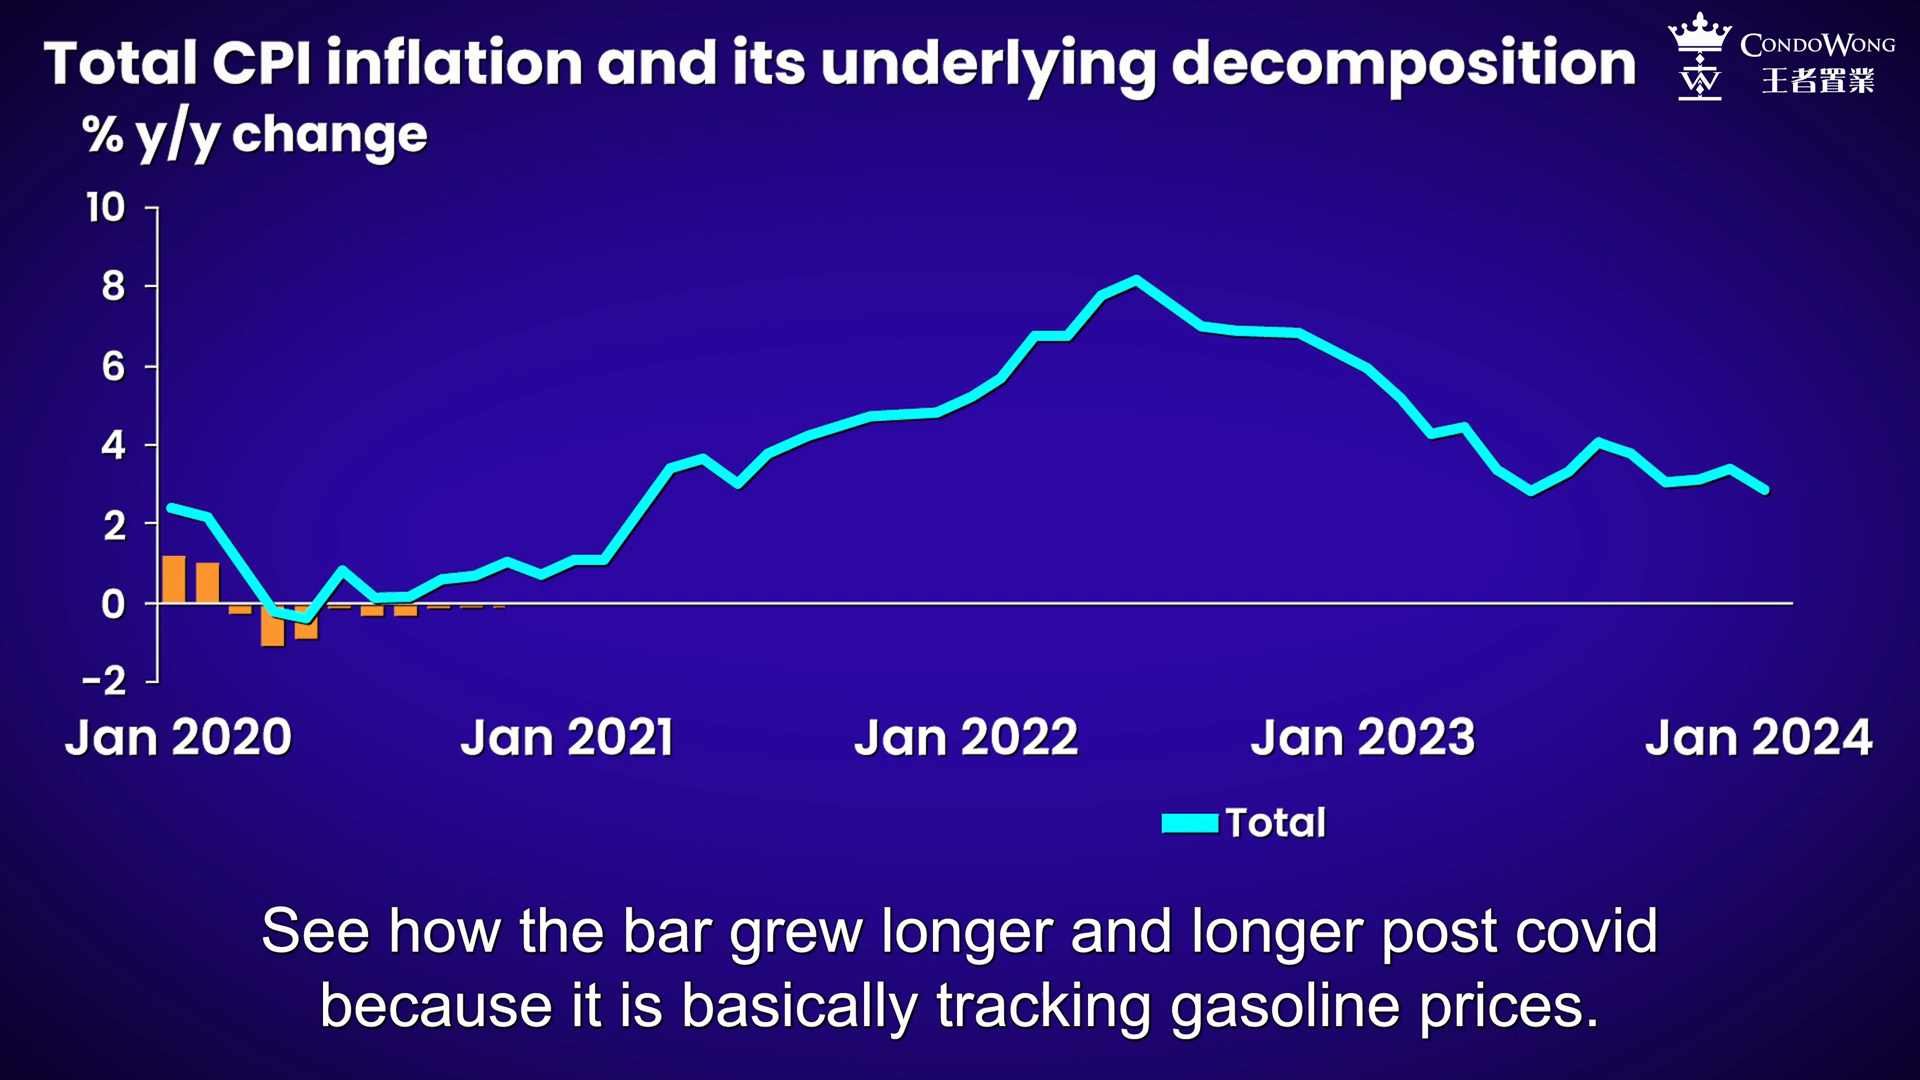 Total CPI inflation and its underlying decomposition
CONDOWONG
王者置業
% y/y change
10
8
6
4
2
0
-2
Jan 2020 Jan 2021 Jan 2022 Jan 2023 Jan 2024
Total
See how the bar grew longer and longer post covid
because it is basically tracking gasoline prices.